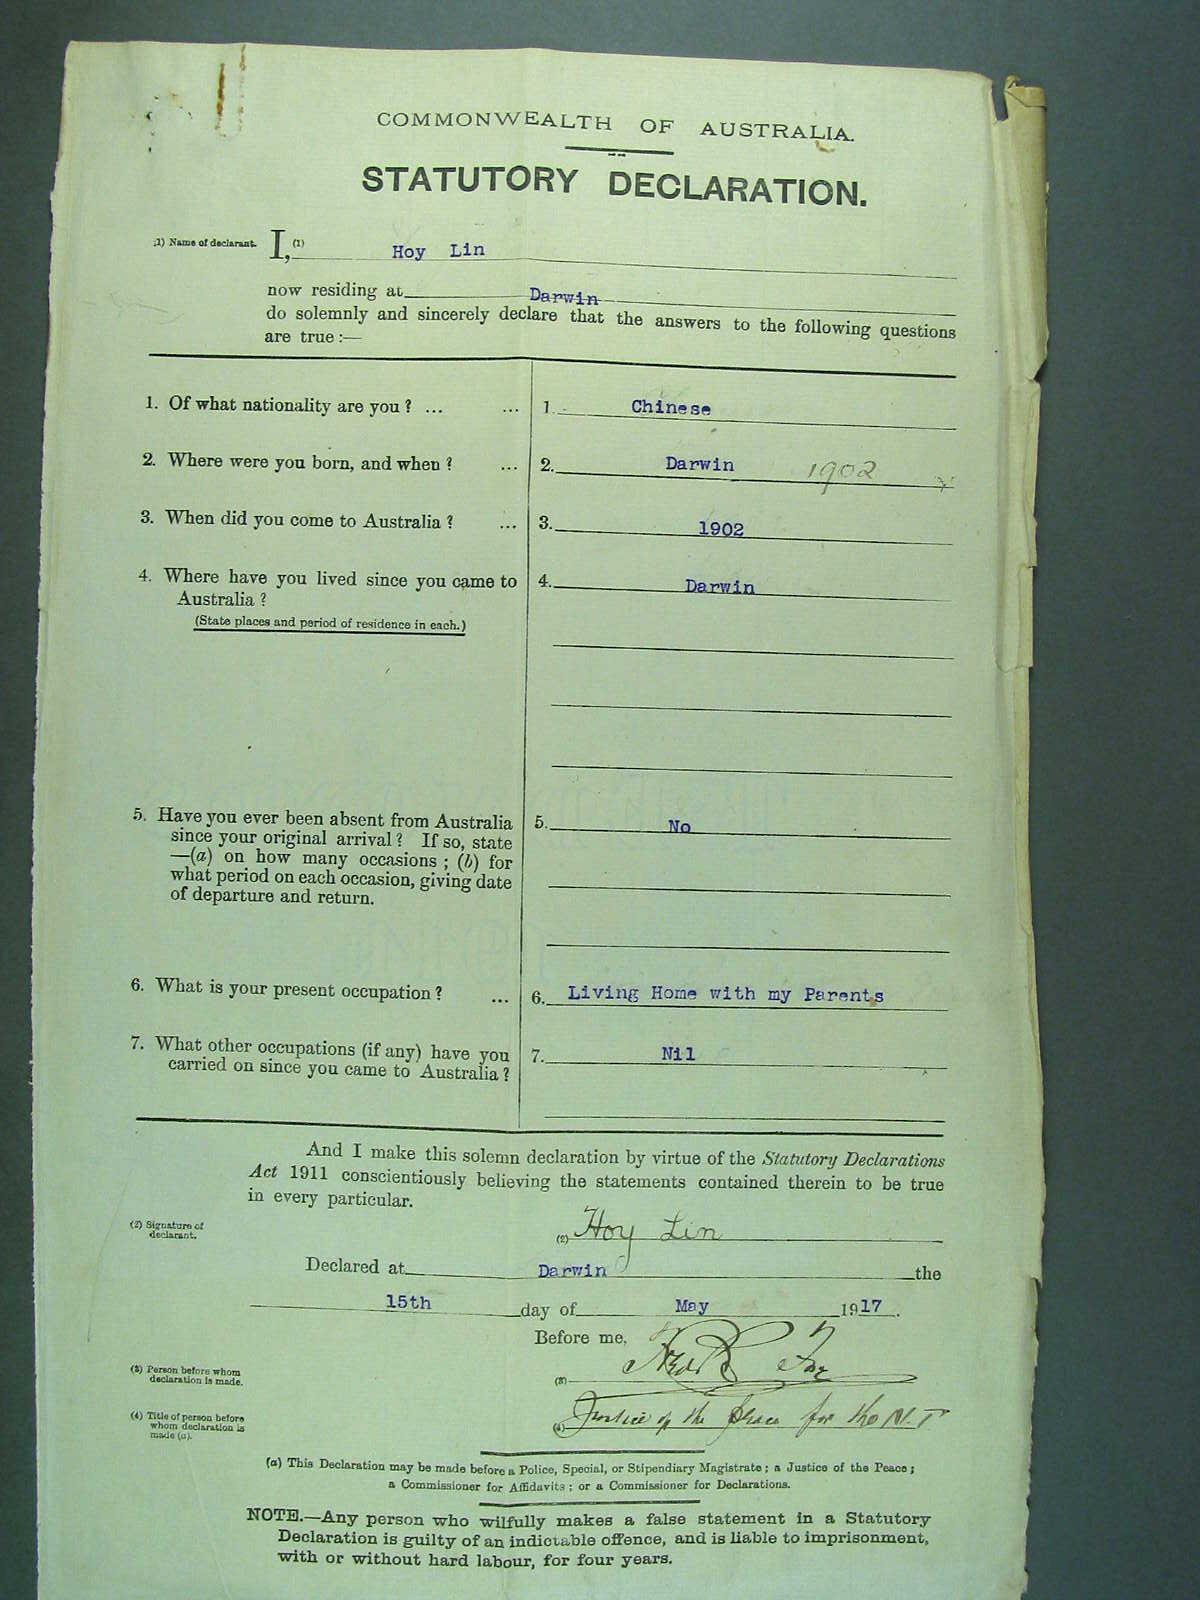 COMMONWEALTH OF AUSTRALIA.
STATUTORY DECLARATION.
(1) Name of declarant. I, (1) Hoy Lin
now residing at Darwin
do solemnly and sincerely declare that the answers to the following questions
are true :—
1. Of what nationality are you ? ... ... 1. Chinese
2. Where were you born, and when ? ... 2. Darwin 1902
3. When did you come to Australia ? ... 3. 1902
4. Where have you lived since you came to 4. Darwin
Australia ?
(State places and period of residence in each.)
5. Have you ever been absent from Australia 5. No
since your original arrival ? If so, state
—(a) on how many occasions ; (b) for
what period on each occasion, giving date
of departure and return.
6. What is your present occupation ? ... 6. Living Home with my Parents
7. What other occupations (if any) have you 7. Nil
carried on since you came to Australia ?
And I make this solemn declaration by virtue of the Statutory Declarations
Act 1911 conscientiously believing the statements contained therein to be true
in every particular.
(2) Signature of
declarant.
(2) Hoy Lin
Declared at Darwin the
15th day of May 1917.
Before me,
(3) Person before whom
declaration is made.
(3)
(4) Title of person before
whom declaration is
made (a).
(4) Justice of the Peace for the N.T
(a) This Declaration may be made before a Police, Special, or Stipendiary Magistrate ; a Justice of the Peace ;
a Commissioner for Affidavits ; or a Commissioner for Declarations.
NOTE.—Any person who wilfully makes a false statement in a Statutory
Declaration is guilty of an indictable offence, and is liable to imprisonment,
with or without hard labour, for four years.